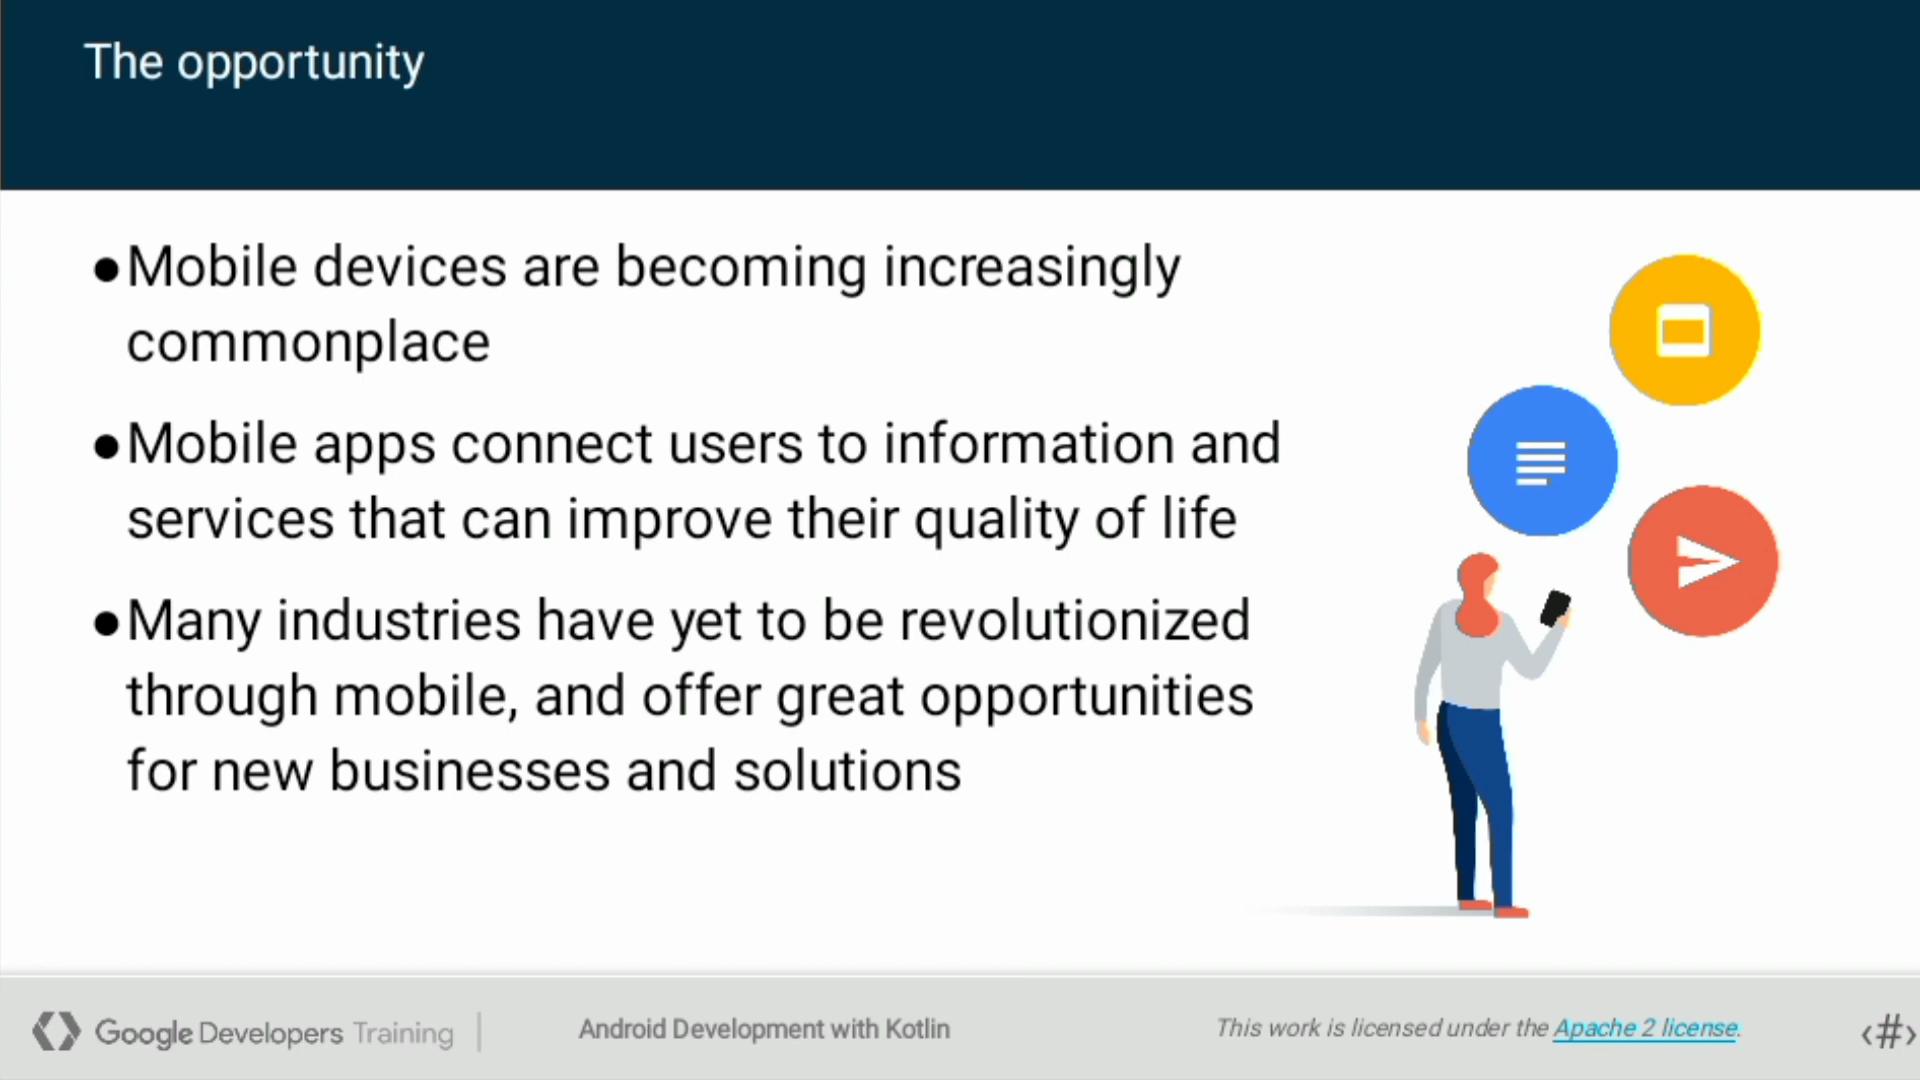 The opportunity
●Mobile devices are becoming increasingly
commonplace
●Mobile apps connect users to information and
services that can improve their quality of life
●Many industries have yet to be revolutionized
through mobile, and offer great opportunities
for new businesses and solutions
Google Developers Training
Android Development with Kotlin
This work is licensed under the Apache 2 license.
‹#›